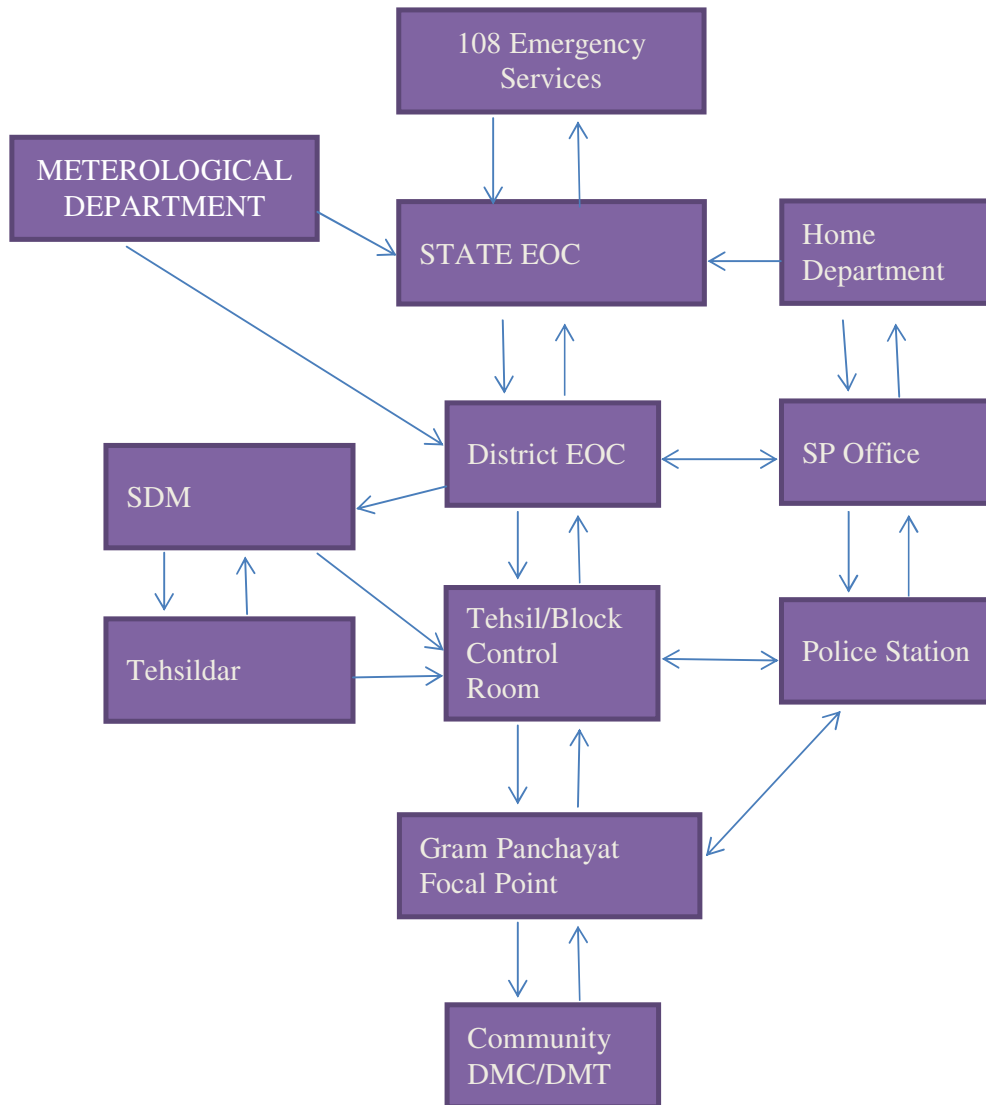 108 Emergency
Services
METEROLOGICAL
DEPARTMENT
STATE EOC
Home
Department
District EOC
SP Office
SDM
Tehsil/Block
Control
Room
Police Station
Tehsildar
Gram Panchayat
Focal Point
Community
DMC/DMT